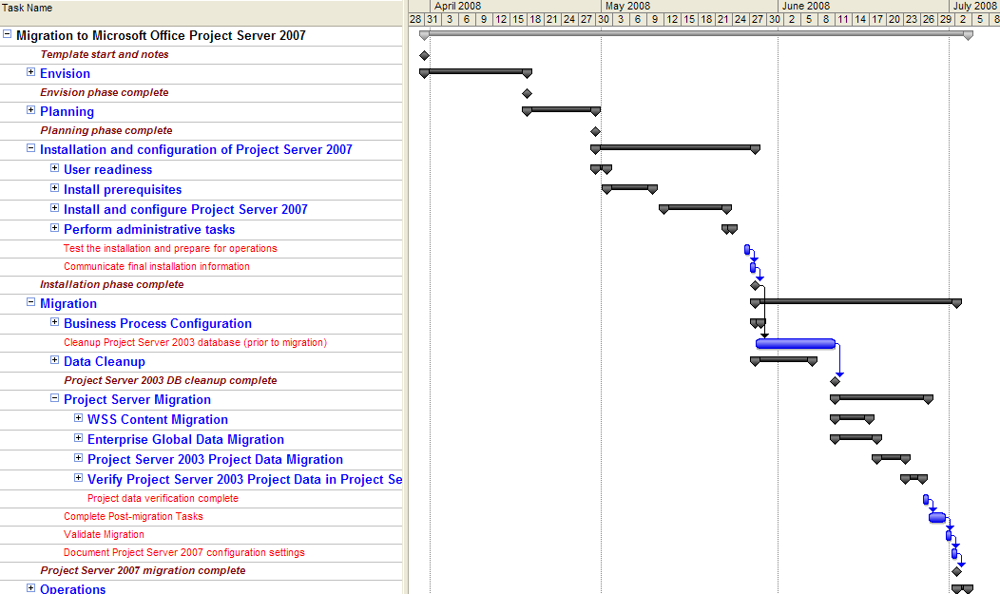 Task Name
April 2008 May 2008 June 2008 July 2008
28 31 3 6 9 12 15 18 21 24 27 30 3 6 9 12 15 18 21 24 27 30 2 5 8 11 14 17 20 23 26 29 2 5 8
Migration to Microsoft Office Project Server 2007
Template start and notes
Envision
Envision phase complete
Planning
Planning phase complete
Installation and configuration of Project Server 2007
User readiness
Install prerequisites
Install and configure Project Server 2007
Perform administrative tasks
Test the installation and prepare for operations
Communicate final installation information
Installation phase complete
Migration
Business Process Configuration
Cleanup Project Server 2003 database (prior to migration)
Data Cleanup
Project Server 2003 DB cleanup complete
Project Server Migration
WSS Content Migration
Enterprise Global Data Migration
Project Server 2003 Project Data Migration
Verify Project Server 2003 Project Data in Project Se
Project data verification complete
Complete Post-migration Tasks
Validate Migration
Document Project Server 2007 configuration settings
Project Server 2007 migration complete
Operations